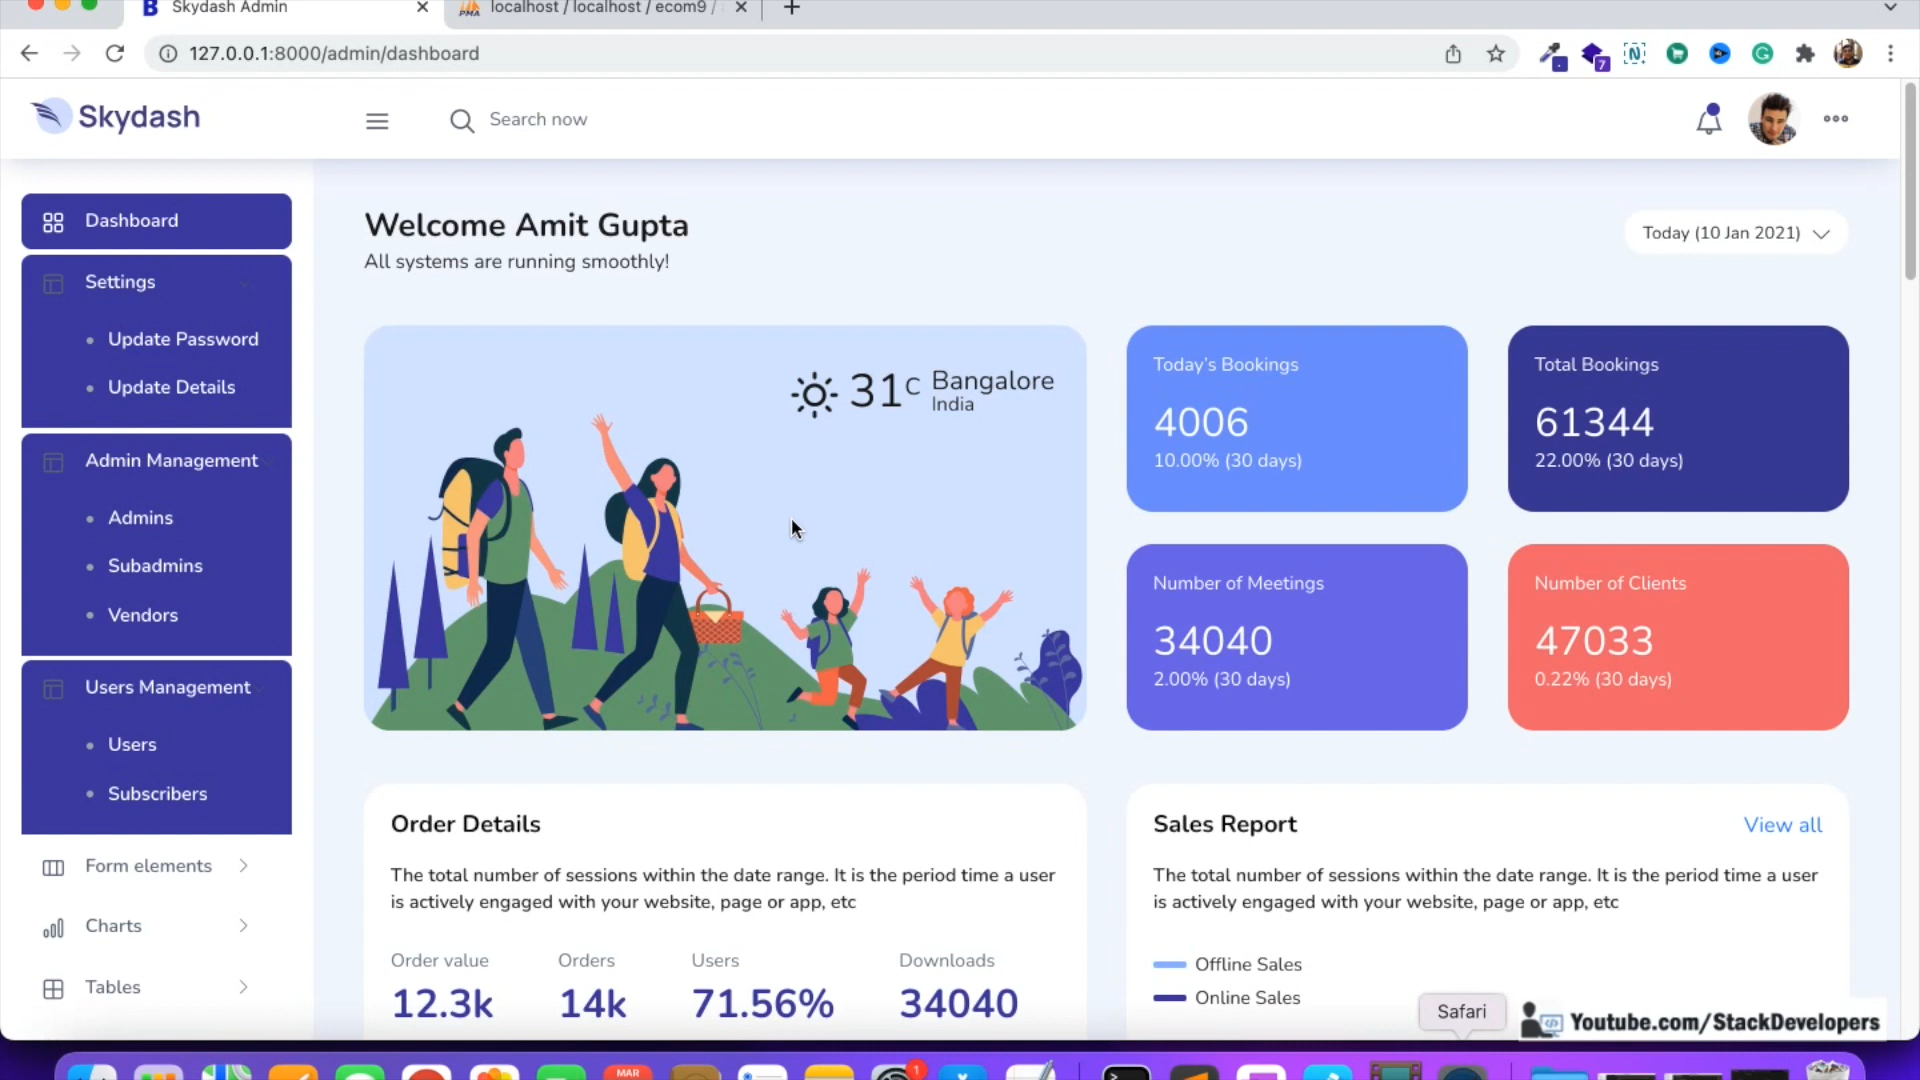 Skydash Admin
localhost / localhost / ecom9 /
127.0.0.1:8000/admin/dashboard
7
Skydash
Search now
Dashboard
Settings
Update Password
Update Details
Admin Management
Admins
Subadmins
Vendors
Users Management
Users
Subscribers
Form elements
Charts
Tables
Welcome Amit Gupta
All systems are running smoothly!
Today (10 Jan 2021)
31C Bangalore
India
Today's Bookings
4006
10.00% (30 days)
Total Bookings
61344
22.00% (30 days)
Number of Meetings
34040
2.00% (30 days)
Number of Clients
47033
0.22% (30 days)
Order Details
The total number of sessions within the date range. It is the period time a user
is actively engaged with your website, page or app, etc
Order value
Orders
Users
Downloads
12.3k
14k
71.56%
34040
Sales Report
View all
The total number of sessions within the date range. It is the period time a user
is actively engaged with your website, page or app, etc
Offline Sales
Online Sales
Safari
Youtube.com/StackDevelopers
MAR
1